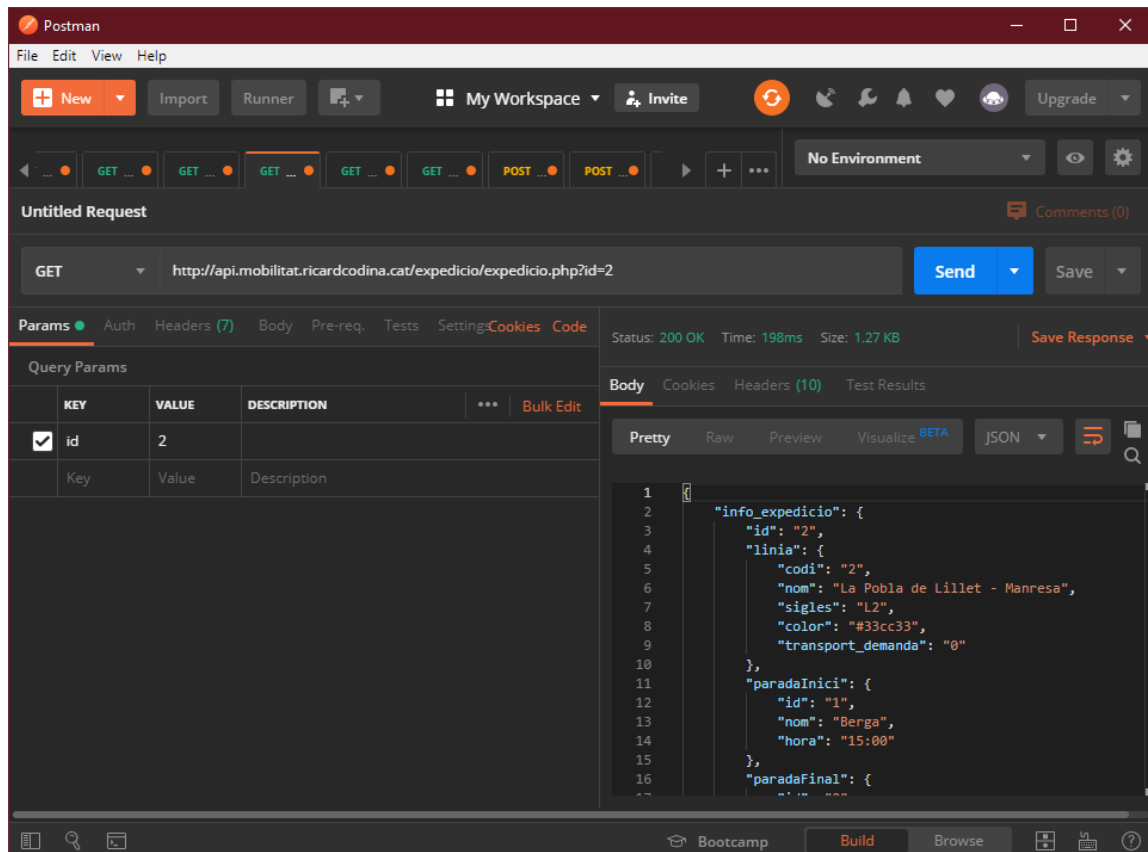 Postman
File Edit View Help
New Import Runner My Workspace Invite Upgrade
... GET ... GET ... GET ... GET ... GET ... POST ... POST ... + ••• No Environment
Untitled Request Comments (0)
GET http://api.mobilitat.ricardcodina.cat/expedicio/expedicio.php?id=2 Send Save
Params Auth Headers (7) Body Pre-req. Tests Settings Cookies Code
Status: 200 OK Time: 198ms Size: 1.27 KB Save Response
Query Params
Body Cookies Headers (10) Test Results
KEY VALUE DESCRIPTION ••• Bulk Edit
id 2
Key Value Description
Pretty Raw Preview Visualize BETA JSON
1 {
2 "info_expedicio": {
3 "id": "2",
4 "linia": {
5 "codi": "2",
6 "nom": "La Pobla de Lillet - Manresa",
7 "sigles": "L2",
8 "color": "#33cc33",
9 "transport_demanda": "0"
10 },
11 "paradaInici": {
12 "id": "1",
13 "nom": "Berga",
14 "hora": "15:00"
15 },
16 "paradaFinal": {
Bootcamp Build Browse